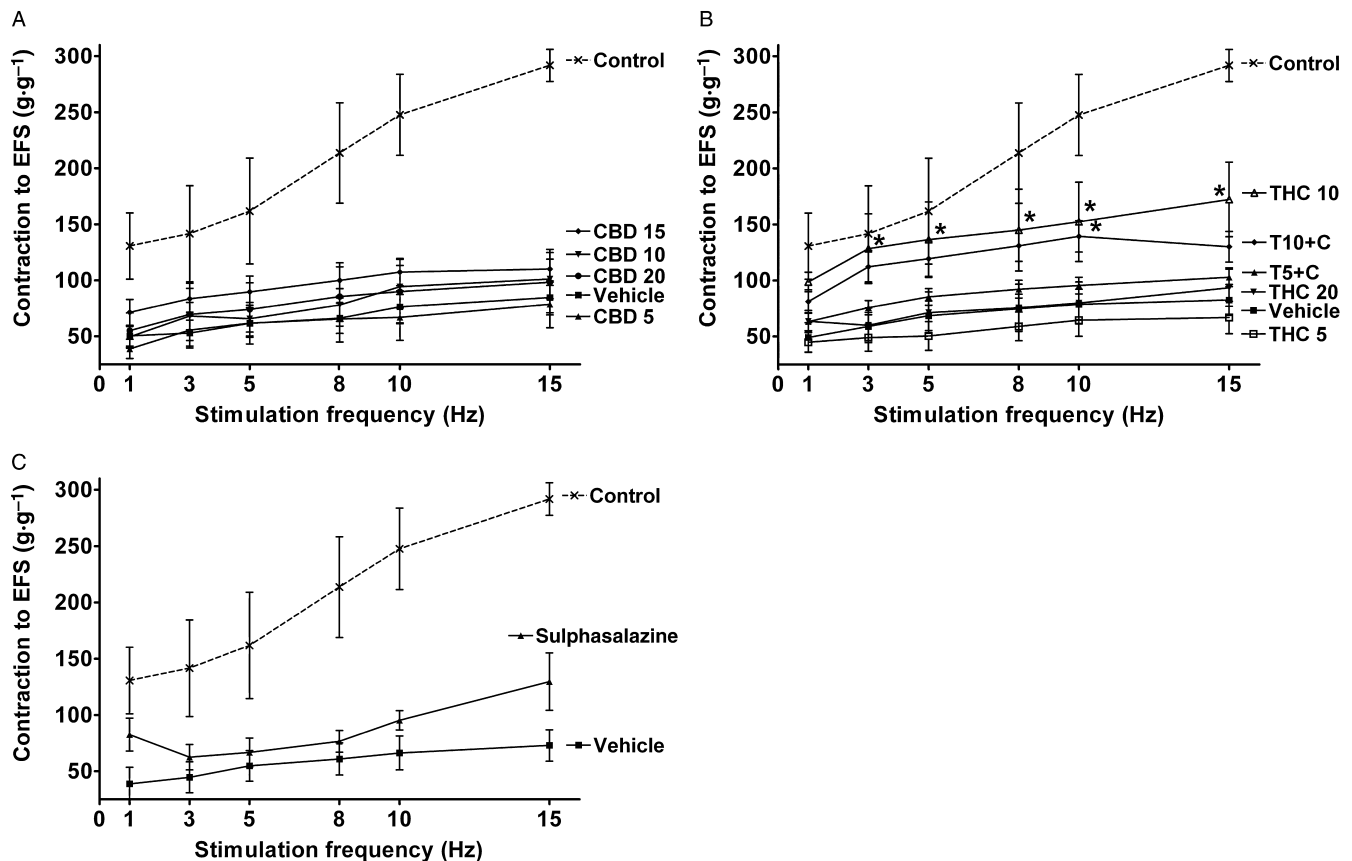 A
Contraction to EFS (g·g⁻¹)
300
250
200
150
100
50
0 1 3 5 8 10 15
Stimulation frequency (Hz)
Control
CBD 15
CBD 10
CBD 20
Vehicle
CBD 5
B
Contraction to EFS (g·g⁻¹)
300
250
200
150
100
50
0 1 3 5 8 10 15
Stimulation frequency (Hz)
Control
THC 10
T10+C
T5+C
THC 20
Vehicle
THC 5
* * * * * *
C
Contraction to EFS (g·g⁻¹)
300
250
200
150
100
50
0 1 3 5 8 10 15
Stimulation frequency (Hz)
Control
Sulphasalazine
Vehicle